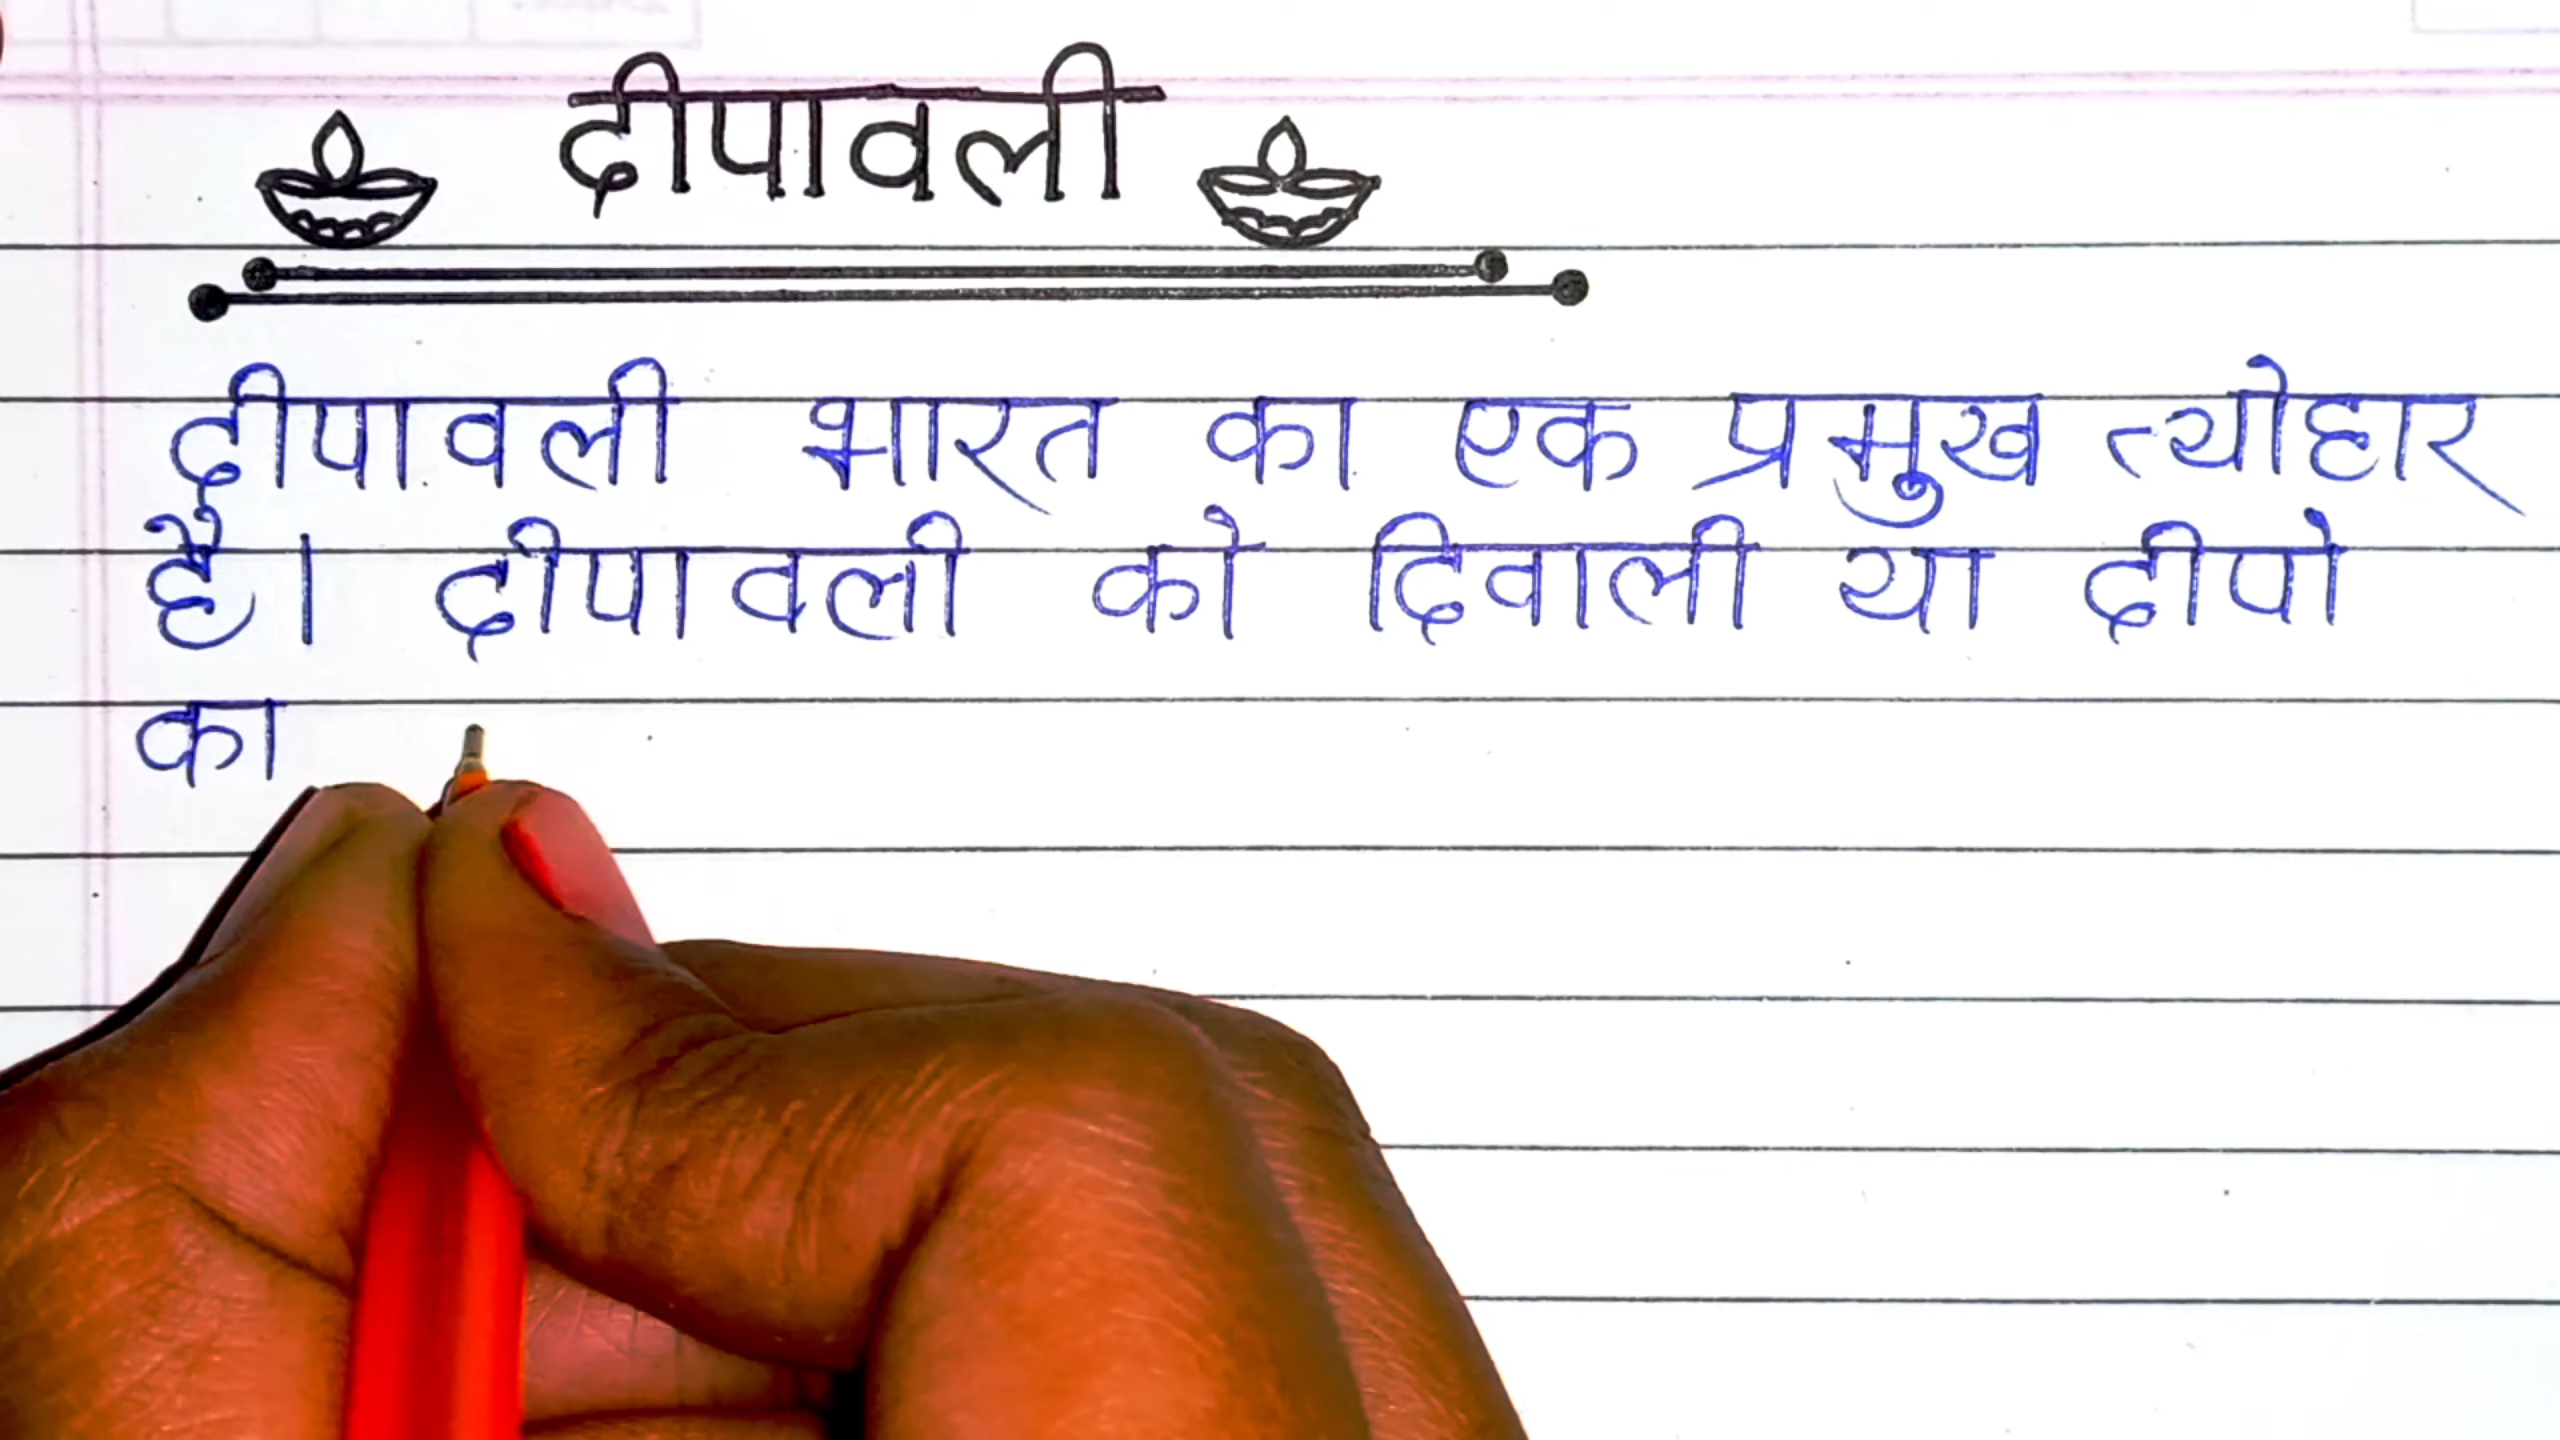 दीपावली
दीपावली भारत का एक प्रमुख त्योहार
है। दीपावली को दिवाली या दीपो
का